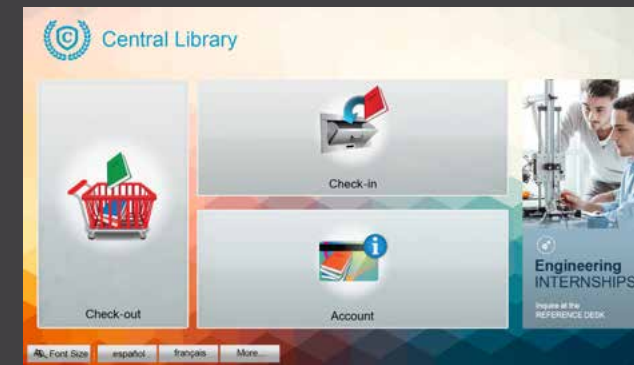 C
Central Library
Check-out
Check-in
i
Account
Engineering
INTERNSHIPS
Inquire at the
REFERENCE DESK
Font Size
español
français
More...